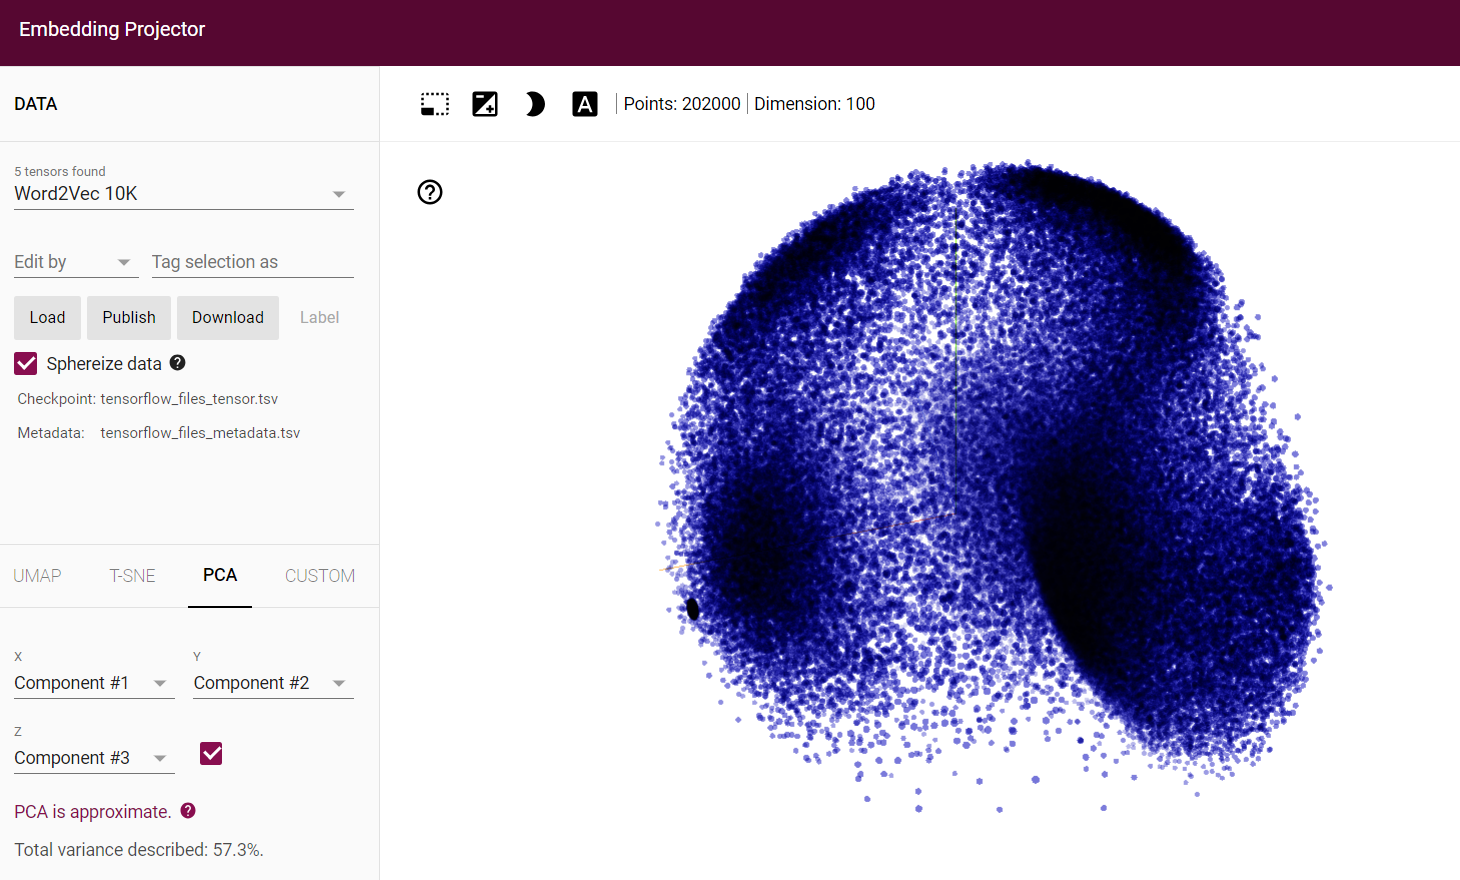 Embedding Projector
DATA
Points: 202000 | Dimension: 100
5 tensors found
Word2Vec 10K
Edit by
Tag selection as
Load
Publish
Download
Label
Sphereize data
Checkpoint: tensorflow_files_tensor.tsv
Metadata: tensorflow_files_metadata.tsv
UMAP
T-SNE
PCA
CUSTOM
X
Component #1
Y
Component #2
Z
Component #3
PCA is approximate.
Total variance described: 57.3%.